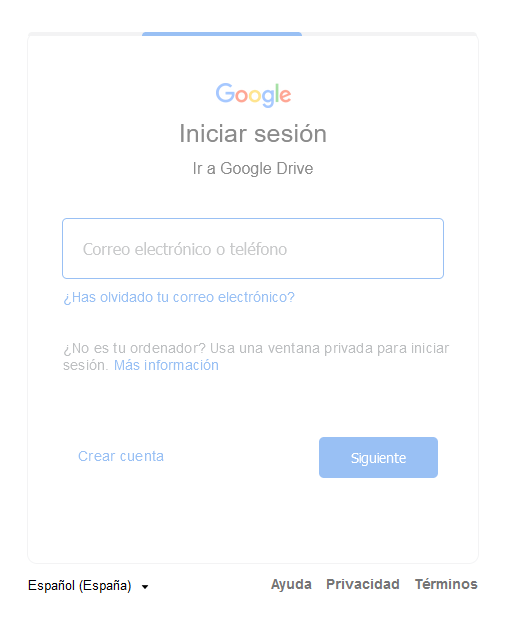 Google
Iniciar sesión
Ir a Google Drive
Correo electrónico o teléfono
¿Has olvidado tu correo electrónico?
¿No es tu ordenador? Usa una ventana privada para iniciar
sesión. Más información
Crear cuenta
Siguiente
Español (España)
Ayuda Privacidad Términos